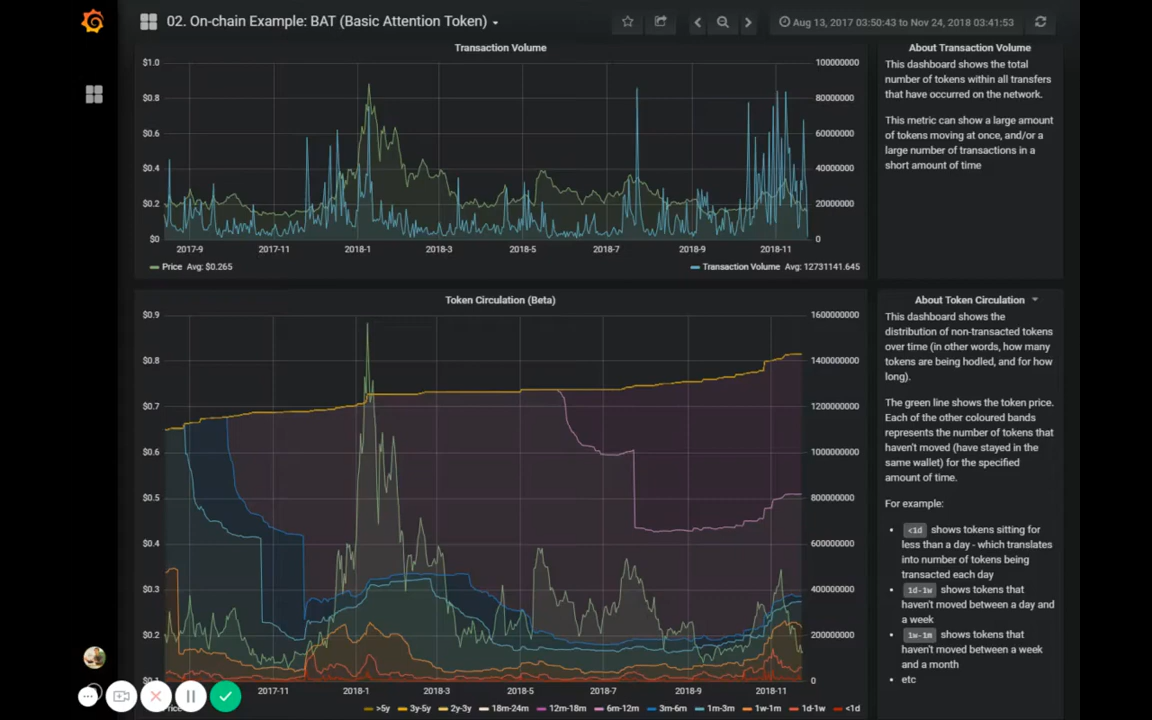 02. On-chain Example: BAT (Basic Attention Token)
Aug 13, 2017 03:50:43 to Nov 24, 2018 03:41:53
Transaction Volume
$1.0
$0.8
$0.6
$0.4
$0.2
$0
100000000
80000000
60000000
40000000
20000000
0
2017-9 2017-11 2018-1 2018-3 2018-5 2018-7 2018-9 2018-11
Price Avg: $0.265
Transaction Volume Avg: 12731141.645
About Transaction Volume
This dashboard shows the total
number of tokens within all transfers
that have occurred on the network.
This metric can show a large amount
of tokens moving at once, and/or a
large number of transactions in a
short amount of time
Token Circulation (Beta)
$0.9
$0.8
$0.7
$0.6
$0.5
$0.4
$0.3
$0.2
1600000000
1400000000
1200000000
1000000000
800000000
600000000
400000000
200000000
0
2017-11 2018-1 2018-3 2018-5 2018-7 2018-9 2018-11
Price
>5y 3y-5y 2y-3y 18m-24m 12m-18m 6m-12m 3m-6m 1m-3m 1w-1m 1d-1w <1d
About Token Circulation
This dashboard shows the
distribution of non-transacted tokens
over time (in other words, how many
tokens are being hodled, and for how
long).
The green line shows the token price.
Each of the other coloured bands
represents the number of tokens that
haven't moved (have stayed in the
same wallet) for the specified
amount of time.
For example:
<1d shows tokens sitting for
less than a day - which translates
into number of tokens being
transacted each day
1d-1w shows tokens that
haven't moved between a day and
a week
1w-1m shows tokens that
haven't moved between a week
and a month
etc